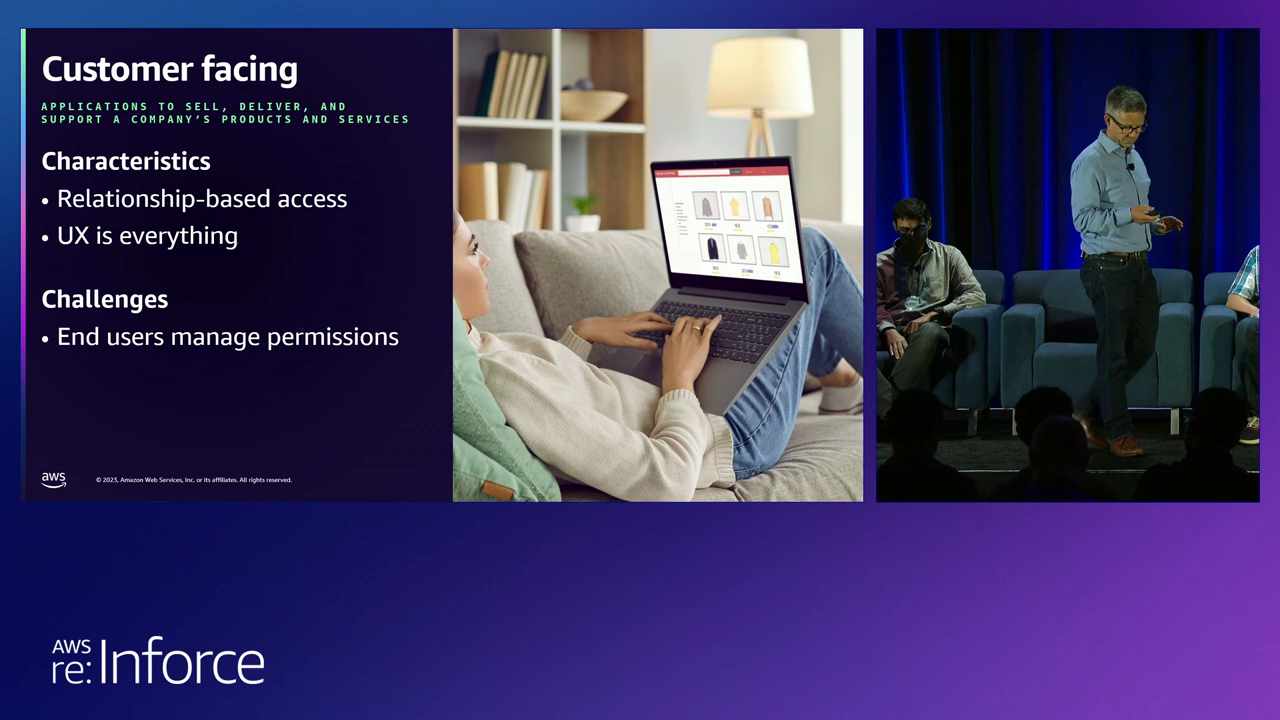 Customer facing
APPLICATIONS TO SELL, DELIVER, AND
SUPPORT A COMPANY’S PRODUCTS AND SERVICES
Characteristics
• Relationship-based access
• UX is everything
Challenges
• End users manage permissions
aws
© 2023, Amazon Web Services, Inc. or its affiliates. All rights reserved.
AWS
re:Inforce